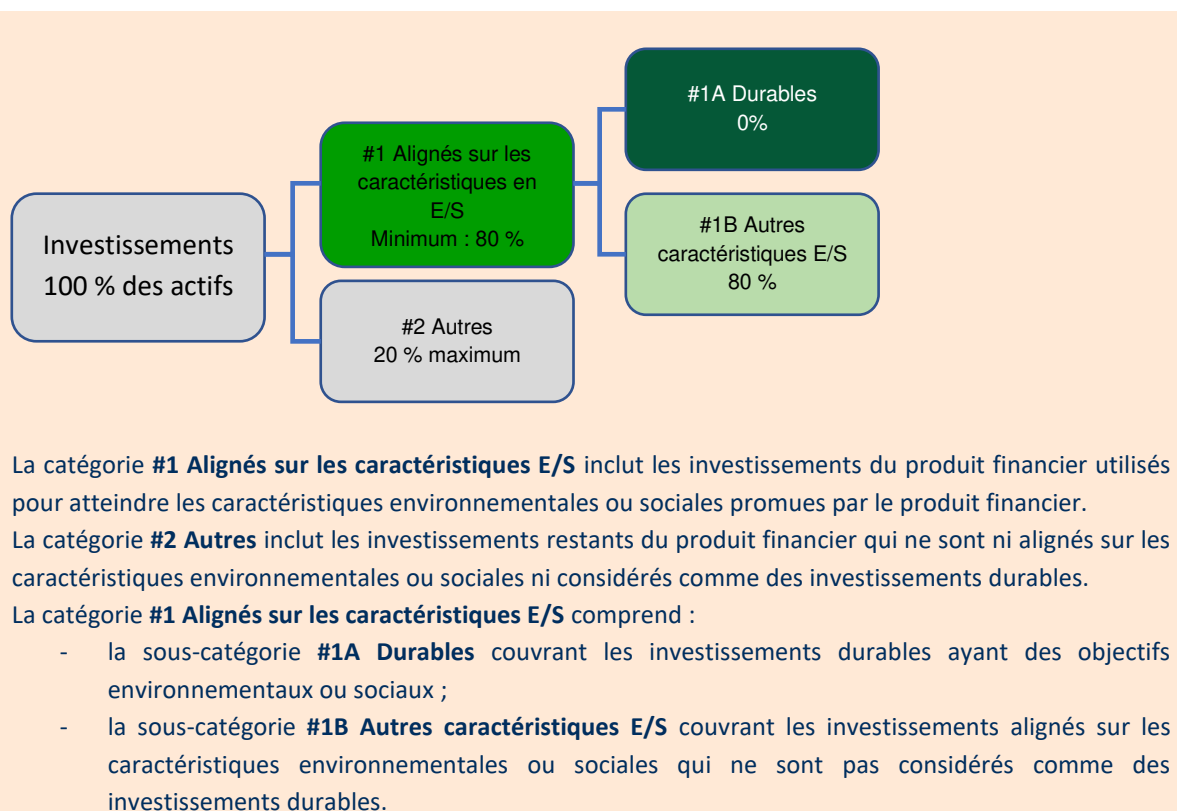 #1A Durables
0%
#1 Alignés sur les
caractéristiques en
E/S
Minimum : 80 %
#1B Autres
caractéristiques E/S
80 %
Investissements
100 % des actifs
#2 Autres
20 % maximum
La catégorie #1 Alignés sur les caractéristiques E/S inclut les investissements du produit financier utilisés
pour atteindre les caractéristiques environnementales ou sociales promues par le produit financier.
La catégorie #2 Autres inclut les investissements restants du produit financier qui ne sont ni alignés sur les
caractéristiques environnementales ou sociales ni considérés comme des investissements durables.
La catégorie #1 Alignés sur les caractéristiques E/S comprend :
- la sous-catégorie #1A Durables couvrant les investissements durables ayant des objectifs
environnementaux ou sociaux ;
- la sous-catégorie #1B Autres caractéristiques E/S couvrant les investissements alignés sur les
caractéristiques environnementales ou sociales qui ne sont pas considérés comme des
investissements durables.